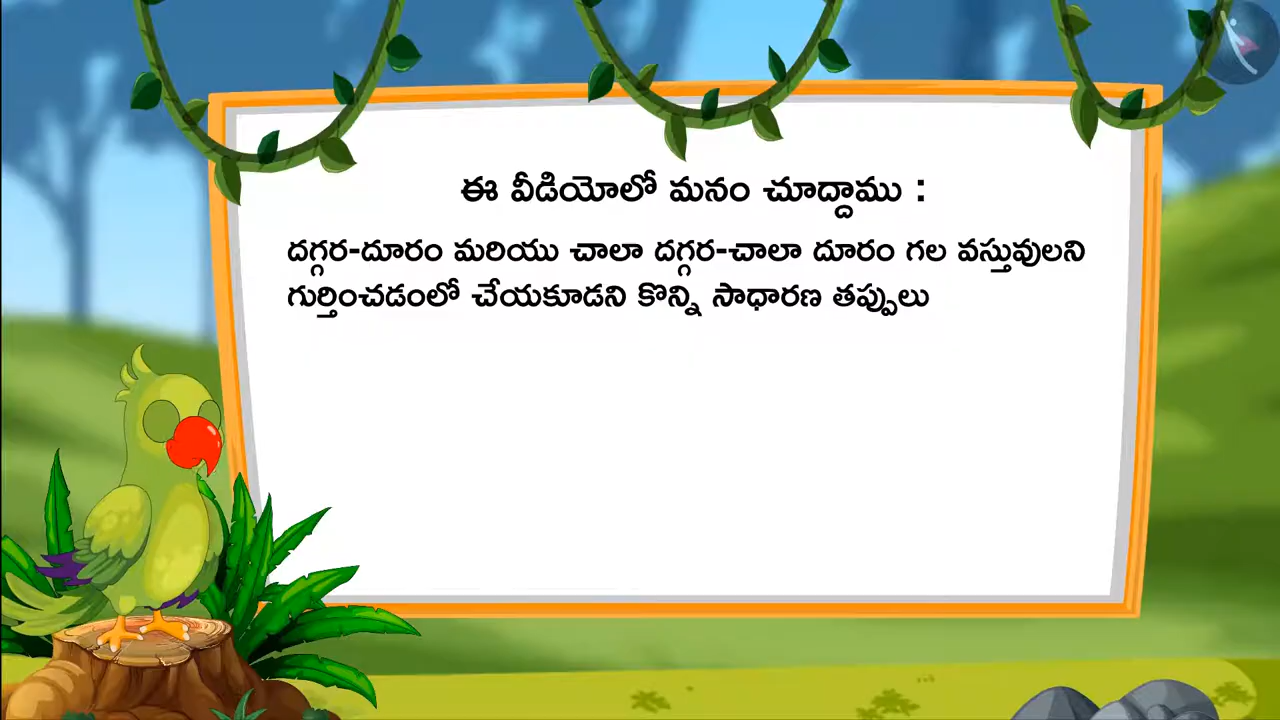 ఈ వీడియోలో మనం చూద్దాము :
దగ్గర-దూరం మరియు చాలా దగ్గర-చాలా దూరం గల వస్తువులని
గుర్తించడంలో చేయకూడని కొన్ని సాధారణ తప్పులు